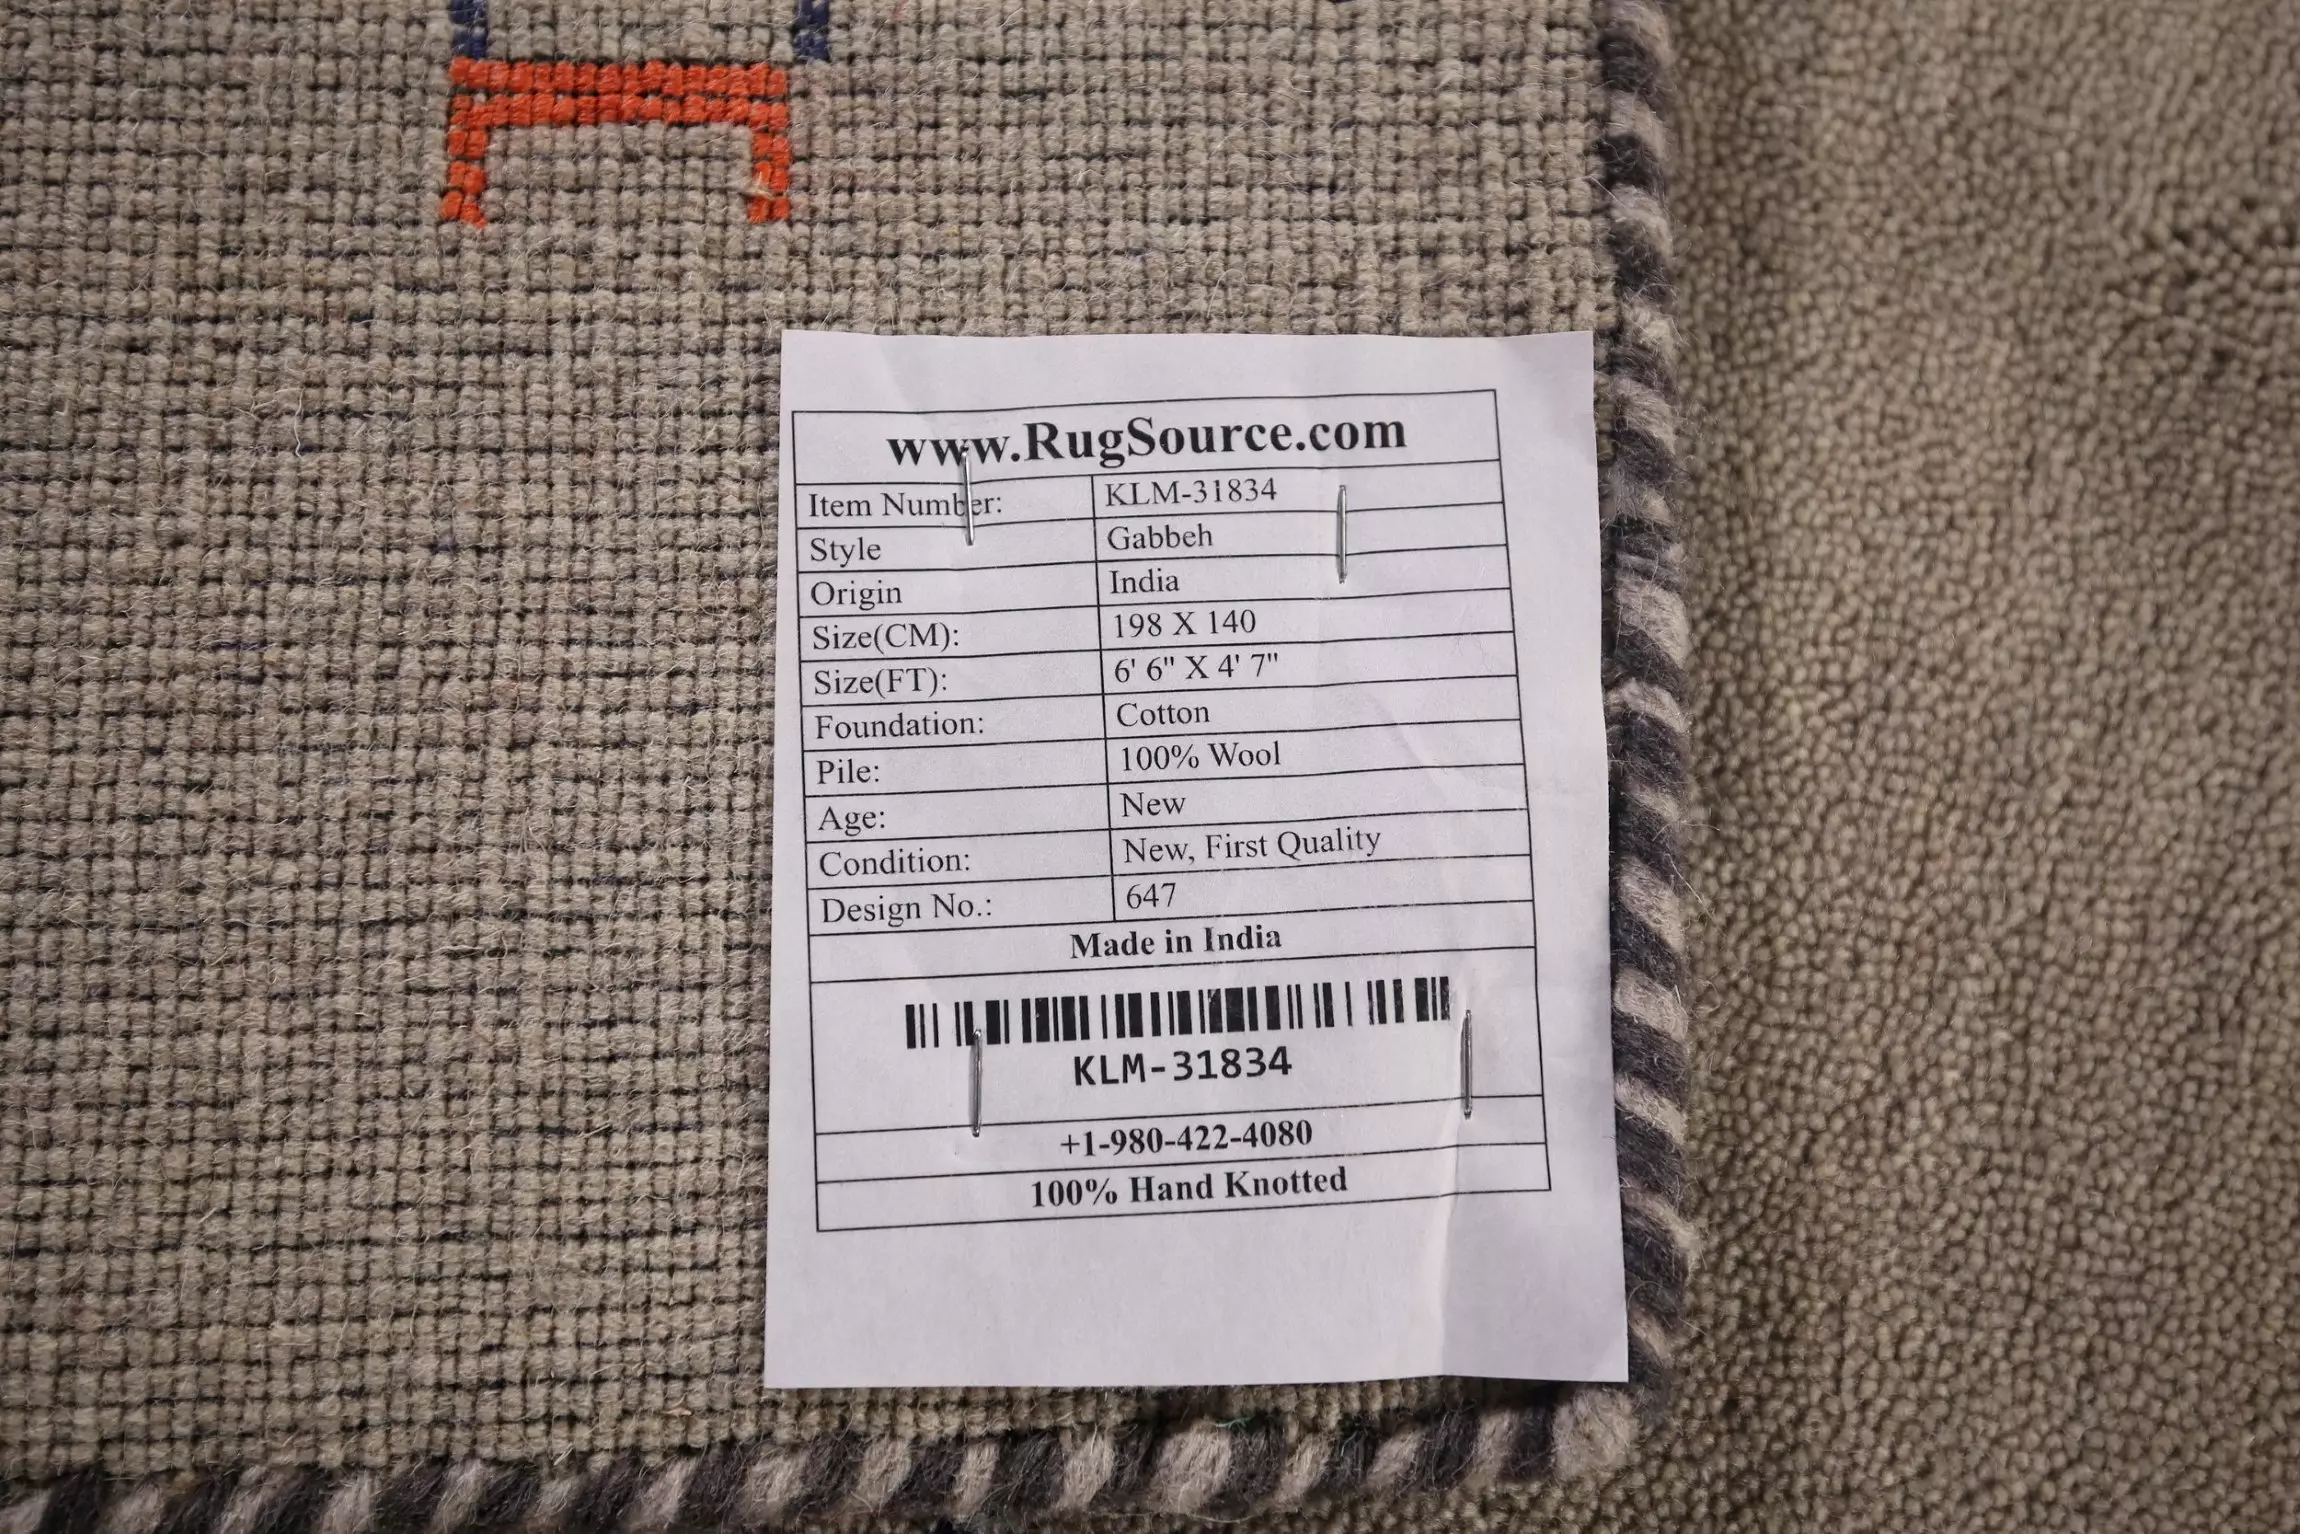 www.RugSource.com
Item Number: KLM-31834
Style Gabbeh
Origin India
Size(CM): 198 X 140
Size(FT): 6' 6" X 4' 7"
Foundation: Cotton
Pile: 100% Wool
Age: New
Condition: New, First Quality
Design No.: 647
Made in India
KLM-31834
+1-980-422-4080
100% Hand Knotted